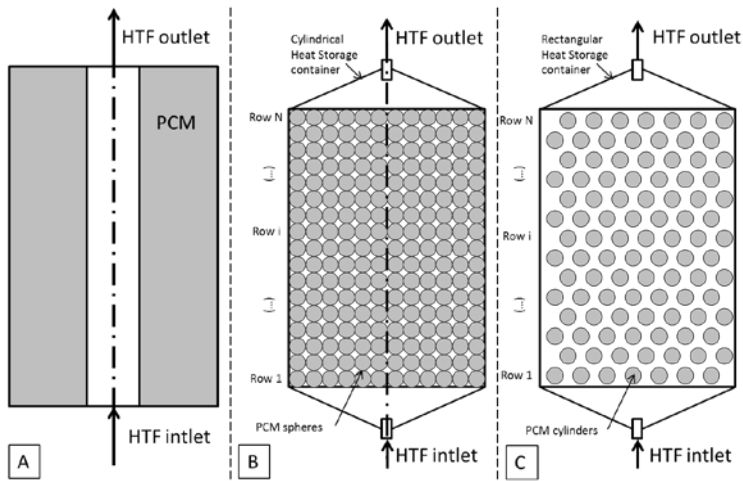 HTF outlet
PCM
HTF intlet
A
Cylindrical
Heat Storage
container
HTF outlet
Row N
(...)
Row i
(...)
Row 1
PCM spheres
HTF intlet
B
Rectangular
Heat Storage
container
HTF outlet
Row N
(...)
Row i
(...)
Row 1
PCM cylinders
HTF intlet
C